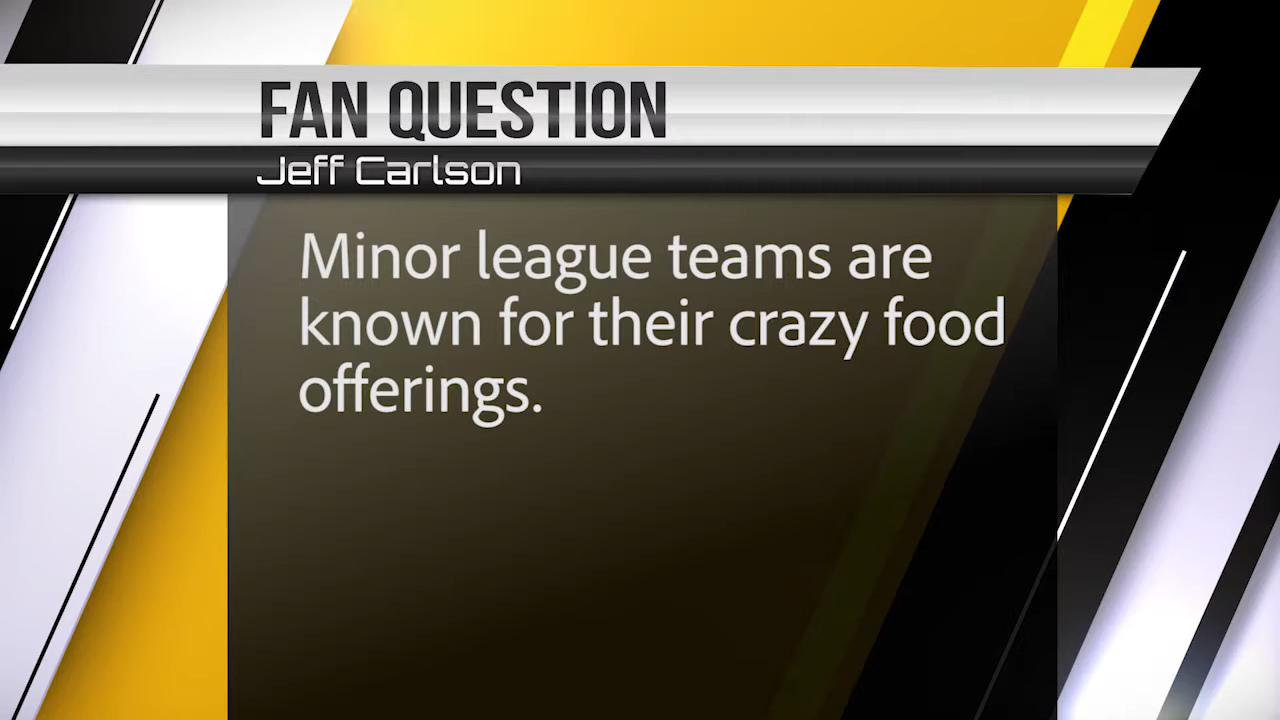 FAN QUESTION
Jeff Carlson
Minor league teams are
known for their crazy food
offerings.